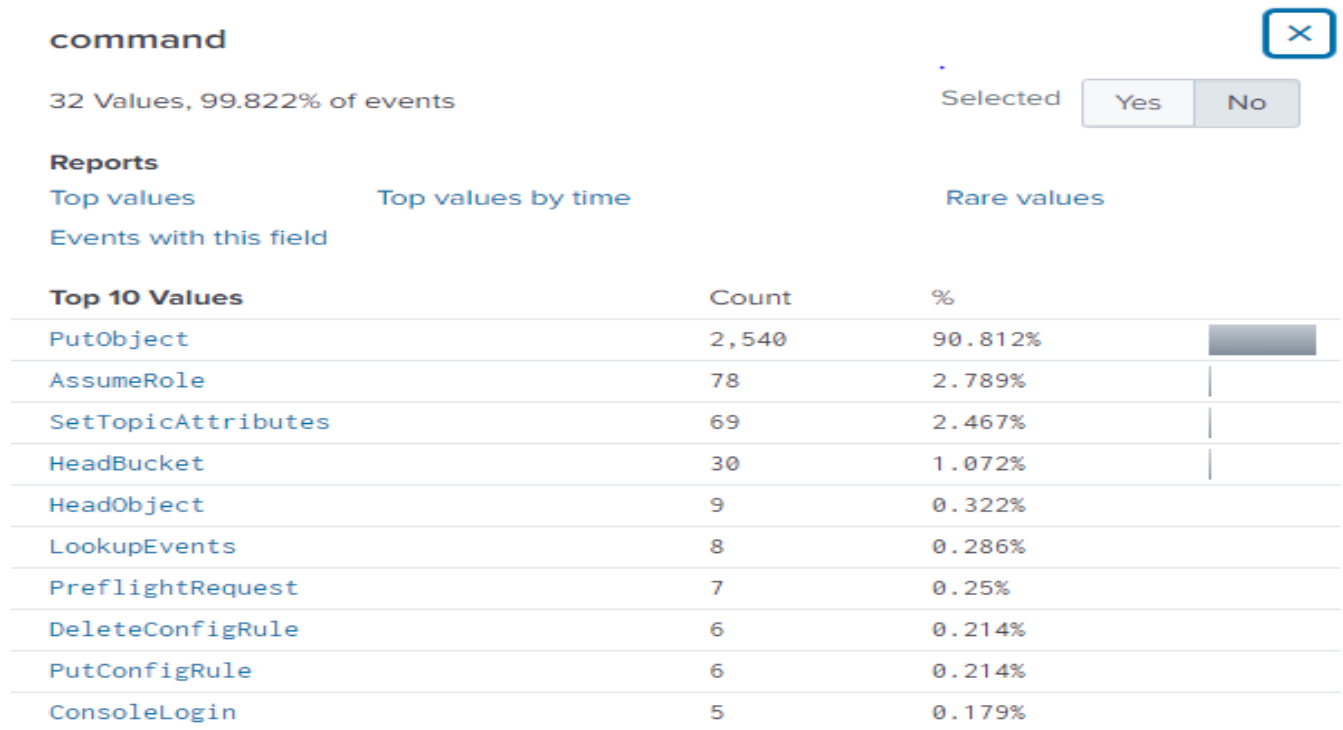 command
32 Values, 99.822% of events
Selected Yes No
Reports
Top values Top values by time Rare values
Events with this field
Top 10 Values Count %
PutObject 2,540 90.812%
AssumeRole 78 2.789%
SetTopicAttributes 69 2.467%
HeadBucket 30 1.072%
HeadObject 9 0.322%
LookupEvents 8 0.286%
PreflightRequest 7 0.25%
DeleteConfigRule 6 0.214%
PutConfigRule 6 0.214%
ConsoleLogin 5 0.179%